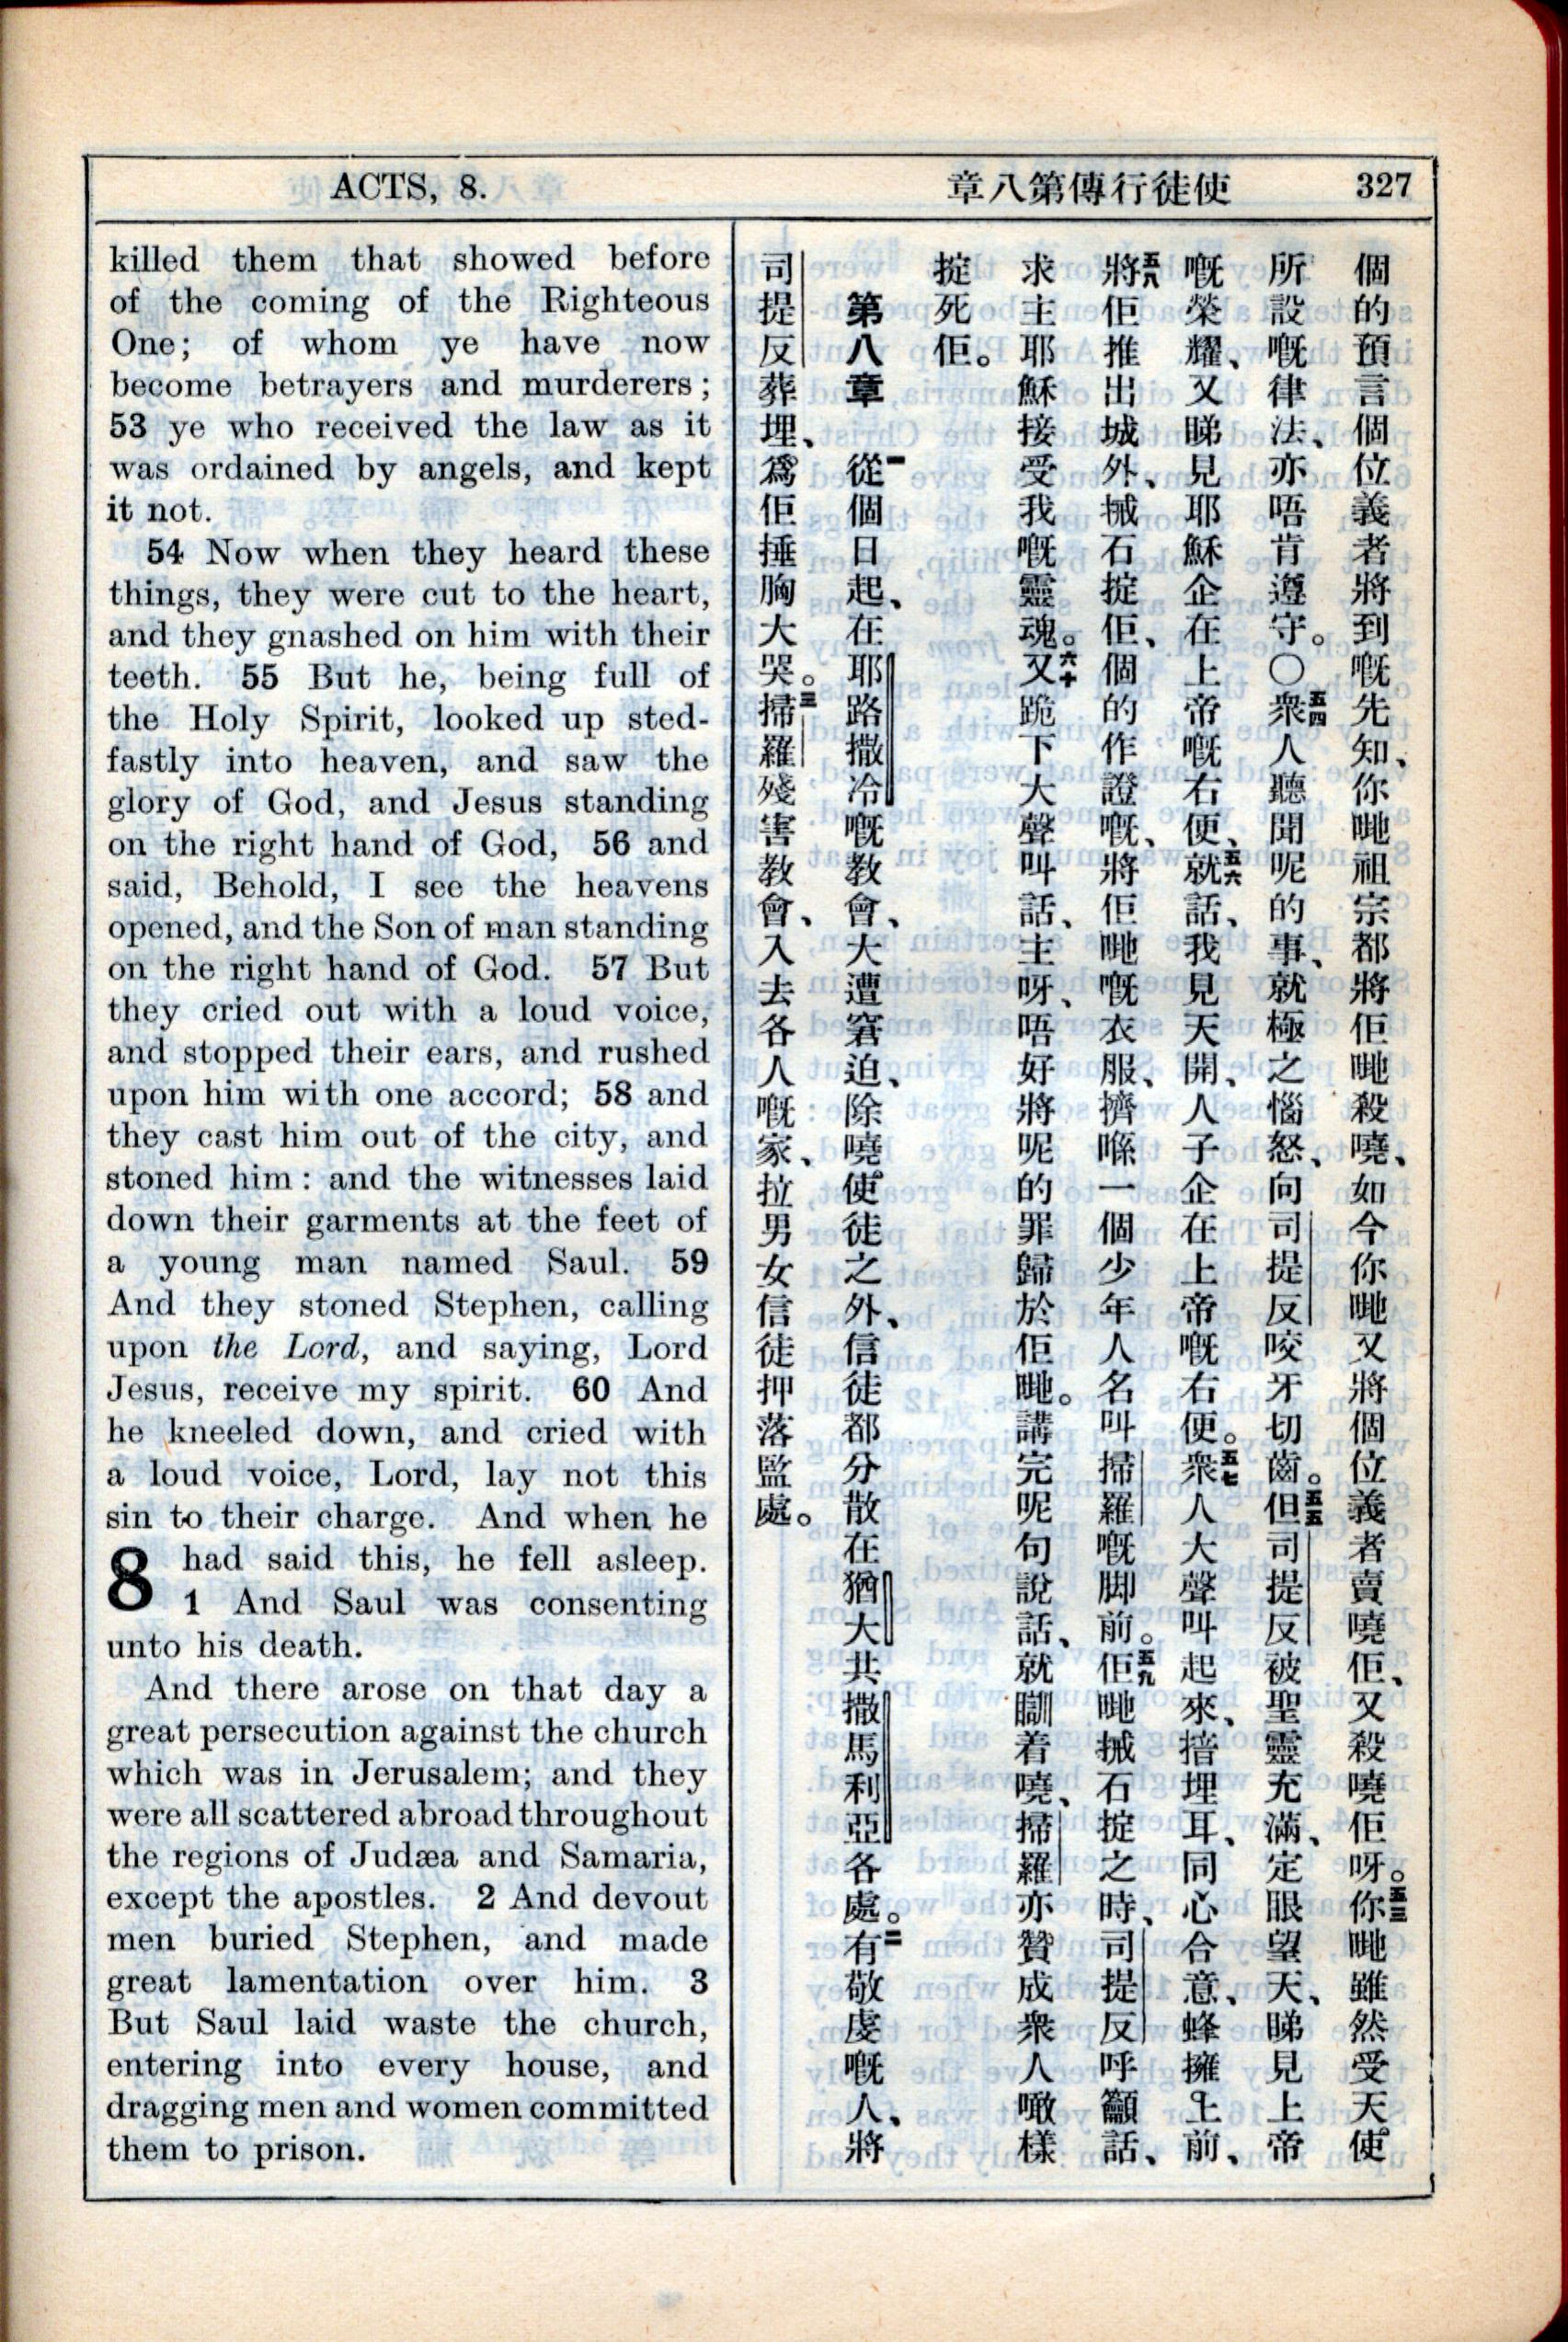 ACTS, 8.
章八第傳行徒使
327
killed them that showed before
of the coming of the Righteous
One; of whom ye have now
become betrayers and murderers;
53 ye who received the law as it
was ordained by angels, and kept
it not.
54 Now when they heard these
things, they were cut to the heart,
and they gnashed on him with their
teeth. 55 But he, being full of
the Holy Spirit, looked up sted-
fastly into heaven, and saw the
glory of God, and Jesus standing
on the right hand of God, 56 and
said, Behold, I see the heavens
opened, and the Son of man standing
on the right hand of God. 57 But
they cried out with a loud voice,
and stopped their ears, and rushed
upon him with one accord; 58 and
they cast him out of the city, and
stoned him: and the witnesses laid
down their garments at the feet of
a young man named Saul. 59
And they stoned Stephen, calling
upon the Lord, and saying, Lord
Jesus, receive my spirit. 60 And
he kneeled down, and cried with
a loud voice, Lord, lay not this
sin to their charge. And when he
had said this, he fell asleep.
8 1 And Saul was consenting
unto his death.
And there arose on that day a
great persecution against the church
which was in Jerusalem; and they
were all scattered abroad throughout
the regions of Judæa and Samaria,
except the apostles. 2 And devout
men buried Stephen, and made
great lamentation over him. 3
But Saul laid waste the church,
entering into every house, and
dragging men and women committed
them to prison.
個的預言個位義者將到嘅先知、你哋祖宗都將佢哋殺嘵、如今你哋又將個位義者賣嘵佢、又殺嘵佢呀。五三你哋雖然受天使
所設嘅律法、亦唔肯遵守。〇五四衆人聽聞呢的事、就極之惱怒、向司提反咬牙切齒。五五但司提反被聖靈充滿、定眼望天、睇見上帝
嘅榮耀、又睇見耶穌企在上帝嘅右便、五六就話、我見天開、人子企在上帝嘅右便。五七衆人大聲叫起來、揞埋耳、同心合意、蜂擁上前、
五八將佢推出城外、揻石掟佢、個的作證嘅、將佢哋嘅衣服、擠喺一個少年人名叫掃羅嘅脚前。五九佢哋揻石掟之時、司提反呼籲話、
求主耶穌接受我嘅靈魂。六十又跪下大聲叫話、主呀、唔好將呢的罪歸於佢哋。講完呢句說話、就瞓着嘵、掃羅亦贊成衆人噉樣
掟死佢。
第八章 一從個日起、在耶路撒冷嘅教會、大遭窘迫、除嘵使徒之外、信徒都分散在猶大共撒馬利亞各處。二有敬虔嘅人、將
司提反葬埋、爲佢捶胸大哭。三掃羅殘害教會、入去各人嘅家、拉男女信徒押落監處。